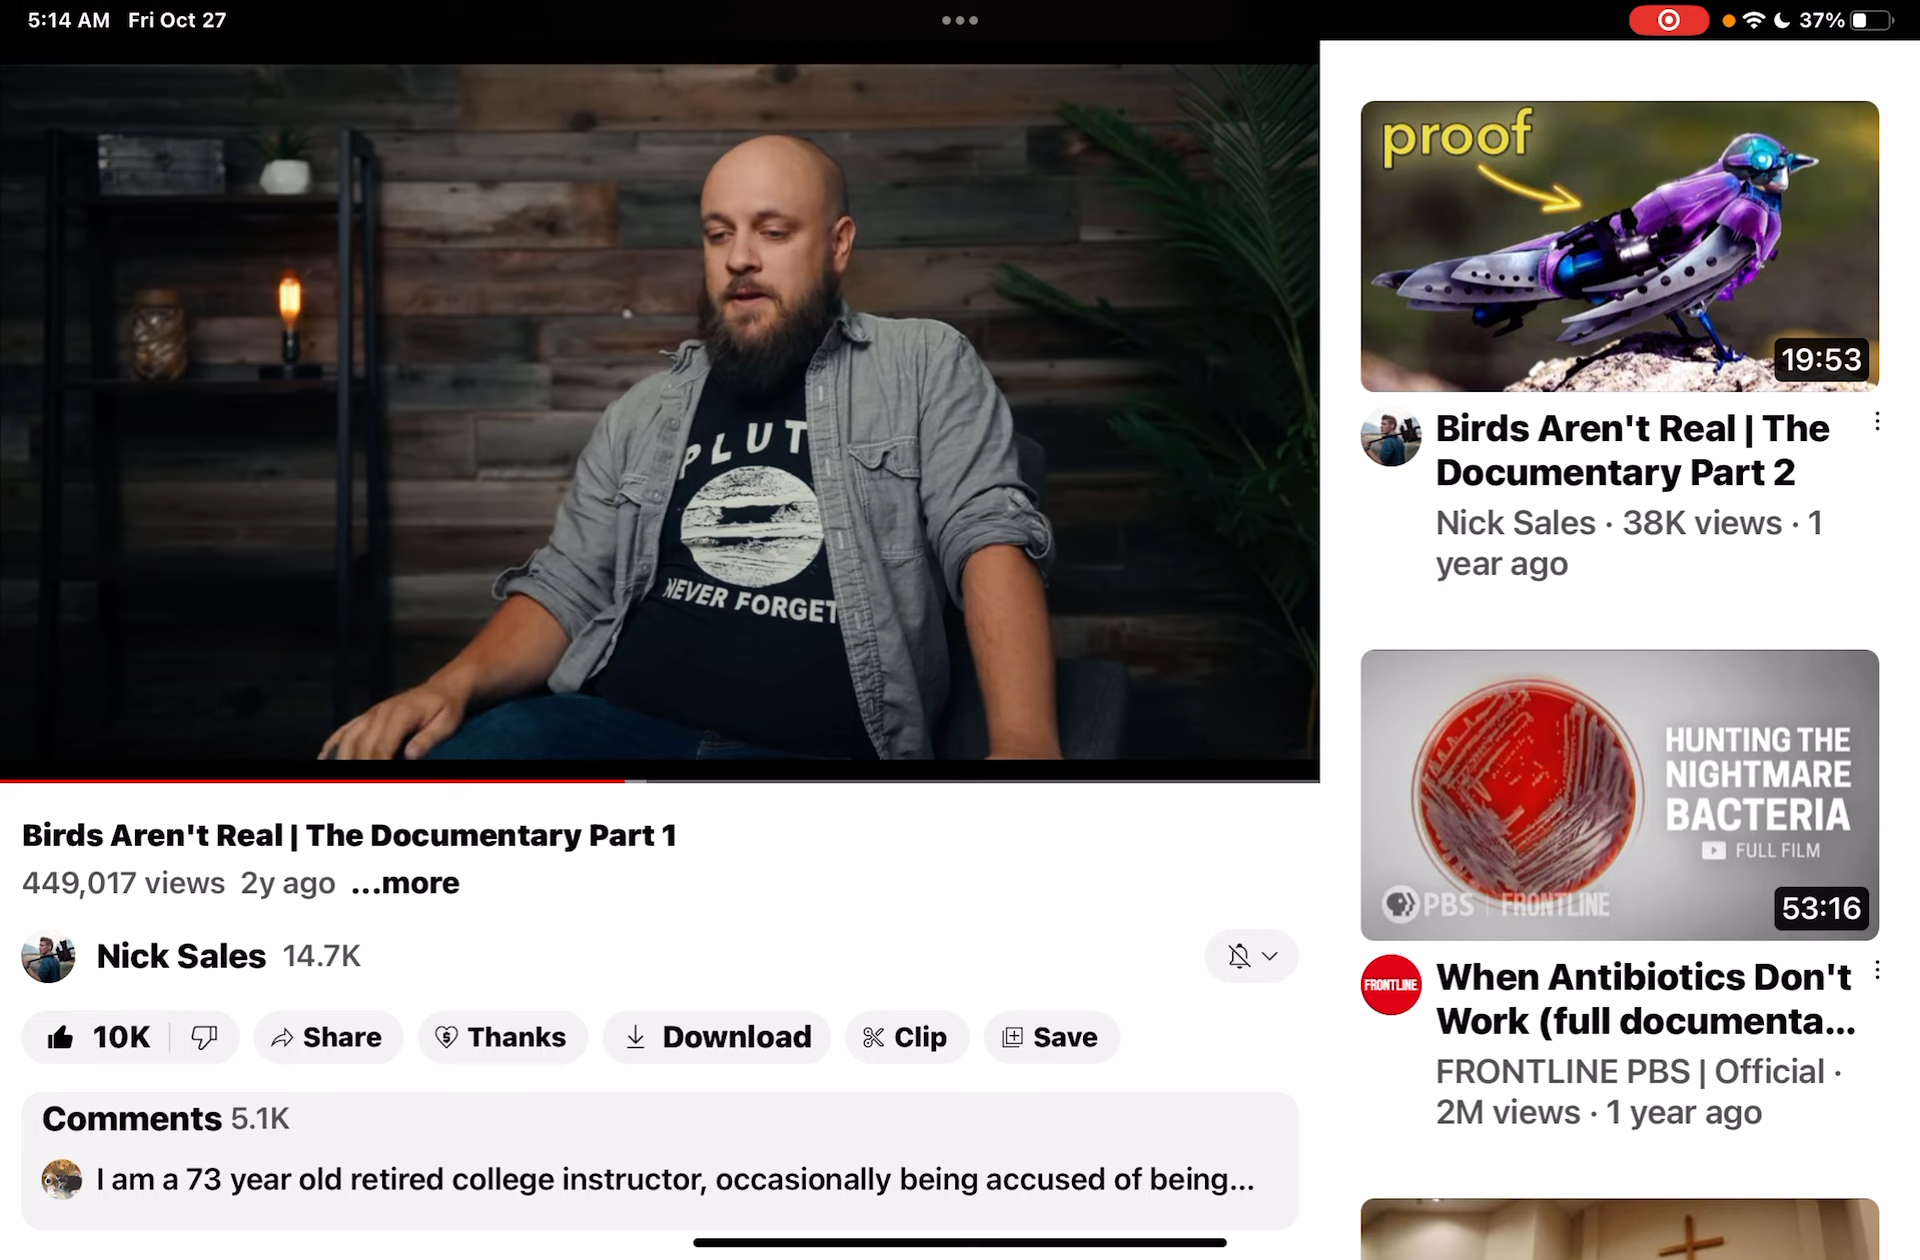 5:14 AM Fri Oct 27
37%
PLUT
NEVER FORGET
Birds Aren't Real | The Documentary Part 1
449,017 views 2y ago ...more
Nick Sales 14.7K
10K
Share
Thanks
Download
Clip
Save
Comments 5.1K
I am a 73 year old retired college instructor, occasionally being accused of being...
proof
19:53
Birds Aren't Real | The
Documentary Part 2
Nick Sales · 38K views · 1
year ago
HUNTING THE
NIGHTMARE
BACTERIA
FULL FILM
PBS | FRONTLINE
53:16
FRONTLINE
When Antibiotics Don't
Work (full documenta...
FRONTLINE PBS | Official ·
2M views · 1 year ago